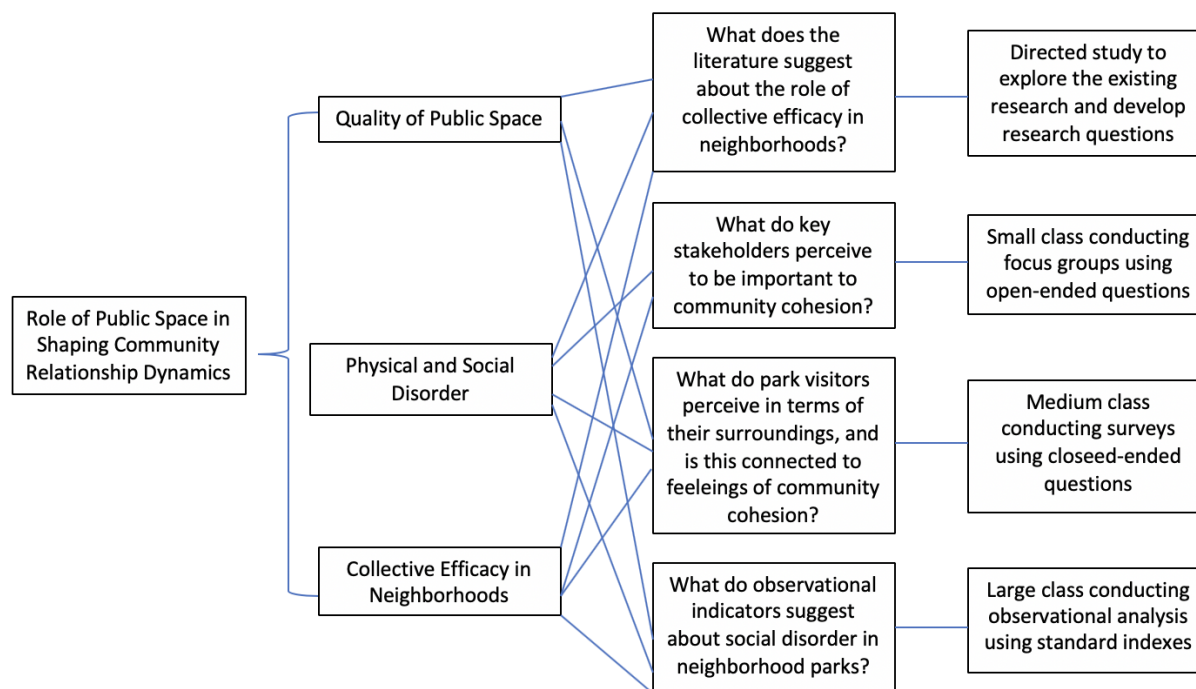 Role of Public Space in
Shaping Community
Relationship Dynamics
Quality of Public Space
Physical and Social
Disorder
Collective Efficacy in
Neighborhoods
What does the
literature suggest
about the role of
collective efficacy in
neighborhoods?
What do key
stakeholders perceive
to be important to
community cohesion?
What do park visitors
perceive in terms of
their surroundings, and
is this connected to
feeleings of community
cohesion?
What do observational
indicators suggest
about social disorder in
neighborhood parks?
Directed study to
explore the existing
research and develop
research questions
Small class conducting
focus groups using
open-ended questions
Medium class
conducting surveys
using closeed-ended
questions
Large class conducting
observational analysis
using standard indexes